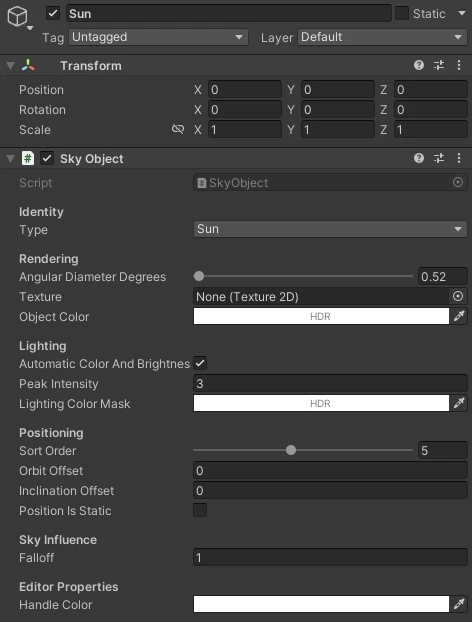 Sun Static
Tag Untagged Layer Default
Transform
Position X 0 Y 0 Z 0
Rotation X 0 Y 0 Z 0
Scale X 1 Y 1 Z 1
# Sky Object
Script # SkyObject
Identity
Type Sun
Rendering
Angular Diameter Degrees 0.52
Texture None (Texture 2D)
Object Color HDR
Lighting
Automatic Color And Brightnes
Peak Intensity 3
Lighting Color Mask HDR
Positioning
Sort Order 5
Orbit Offset 0
Inclination Offset 0
Position Is Static
Sky Influence
Falloff 1
Editor Properties
Handle Color